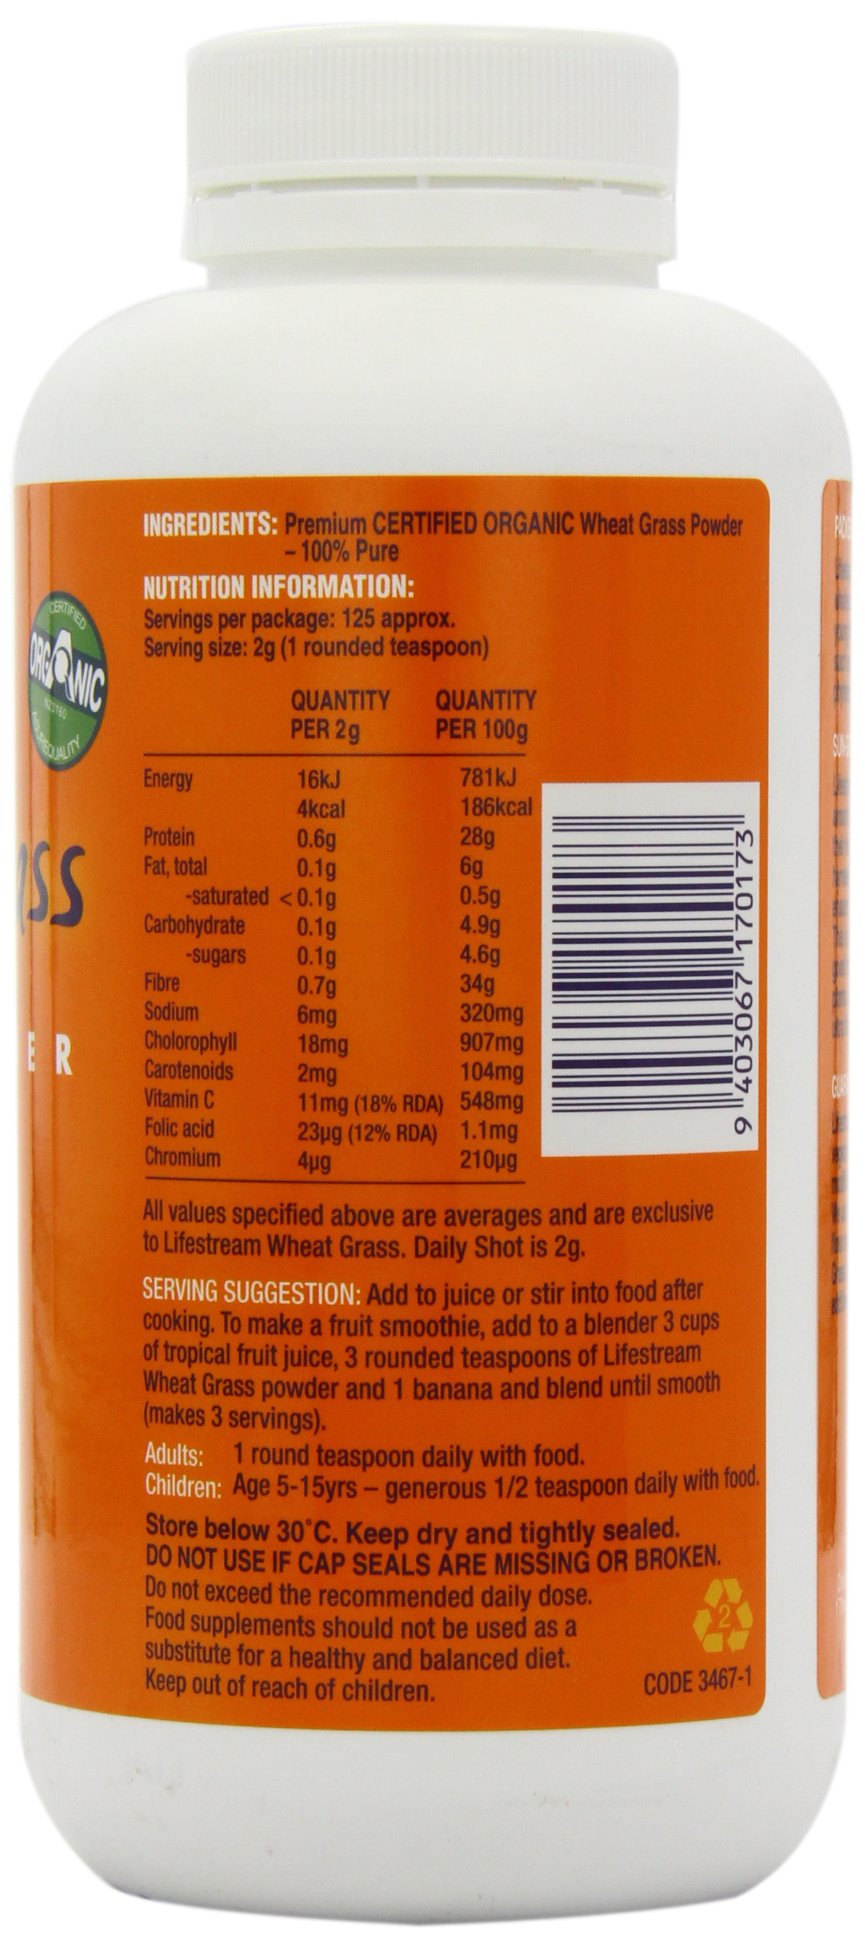 INGREDIENTS: Premium CERTIFIED ORGANIC Wheat Grass Powder
– 100% Pure
NUTRITION INFORMATION:
Servings per package: 125 approx.
Serving size: 2g (1 rounded teaspoon)
QUANTITY PER 2g QUANTITY PER 100g
Energy 16kJ 781kJ
4kcal 186kcal
Protein 0.6g 28g
Fat, total 0.1g 6g
-saturated < 0.1g 0.5g
Carbohydrate 0.1g 4.9g
-sugars 0.1g 4.6g
Fibre 0.7g 34g
Sodium 6mg 320mg
Cholorophyll 18mg 907mg
Carotenoids 2mg 104mg
Vitamin C 11mg (18% RDA) 548mg
Folic acid 23µg (12% RDA) 1.1mg
Chromium 4µg 210µg
All values specified above are averages and are exclusive
to Lifestream Wheat Grass. Daily Shot is 2g.
SERVING SUGGESTION: Add to juice or stir into food after
cooking. To make a fruit smoothie, add to a blender 3 cups
of tropical fruit juice, 3 rounded teaspoons of Lifestream
Wheat Grass powder and 1 banana and blend until smooth
(makes 3 servings).
Adults: 1 round teaspoon daily with food.
Children: Age 5-15yrs – generous 1/2 teaspoon daily with food.
Store below 30˚C. Keep dry and tightly sealed.
DO NOT USE IF CAP SEALS ARE MISSING OR BROKEN.
Do not exceed the recommended daily dose.
Food supplements should not be used as a
substitute for a healthy and balanced diet.
Keep out of reach of children.
2
CODE 3467-1
9 403067 170173
CERTIFIED
ORGANIC
ass
E R